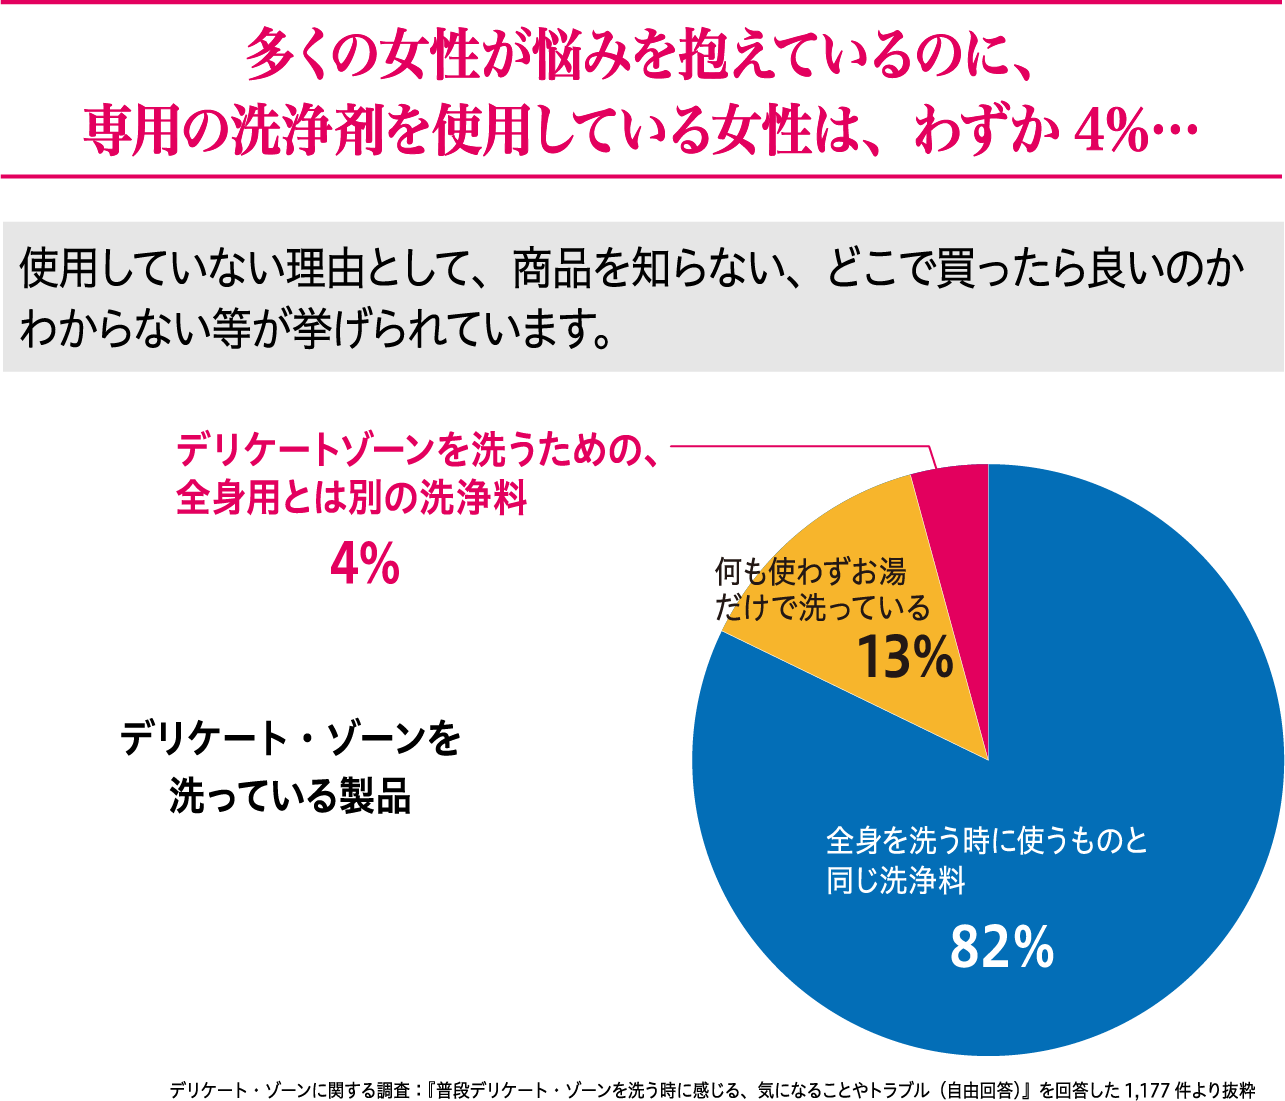 多くの女性が悩みを抱えているのに、
専用の洗浄剤を使用している女性は、わずか 4%…
使用していない理由として、商品を知らない、どこで買ったら良いのか
わからない等が挙げられています。
デリケートゾーンを洗うための、
全身用とは別の洗浄料
4%
何も使わずお湯
だけで洗っている
13%
デリケート・ゾーンを
洗っている製品
全身を洗う時に使うものと
同じ洗浄料
82%
デリケート・ゾーンに関する調査：『普段デリケート・ゾーンを洗う時に感じる、気になることやトラブル（自由回答）』を回答した 1,177 件より抜粋